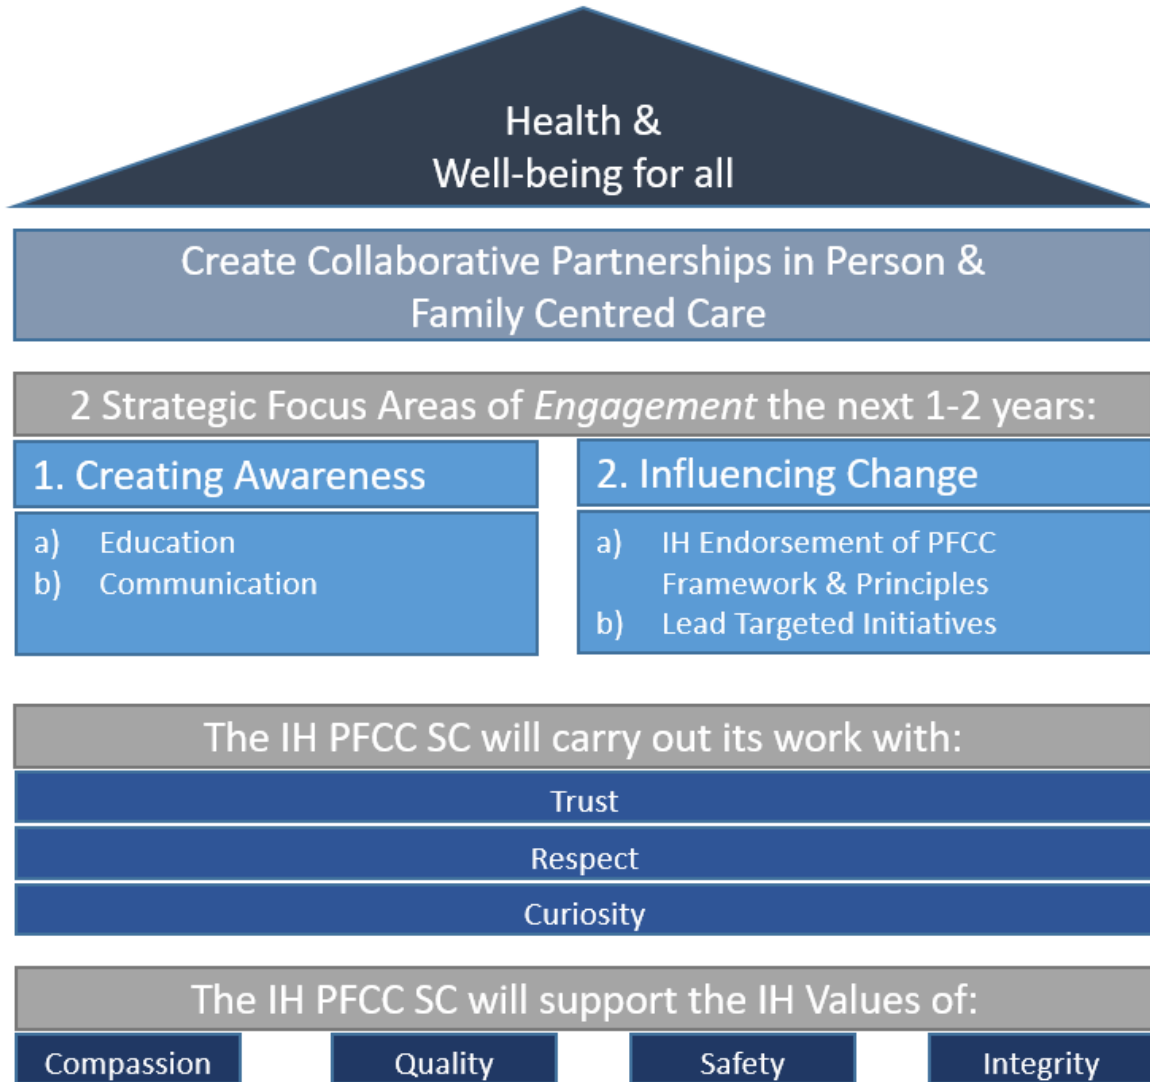 Health &
Well-being for all
Create Collaborative Partnerships in Person &
Family Centred Care
2 Strategic Focus Areas of Engagement the next 1-2 years:
1. Creating Awareness
a) Education
b) Communication
2. Influencing Change
a) IH Endorsement of PFCC
Framework & Principles
b) Lead Targeted Initiatives
The IH PFCC SC will carry out its work with:
Trust
Respect
Curiosity
The IH PFCC SC will support the IH Values of:
Compassion
Quality
Safety
Integrity